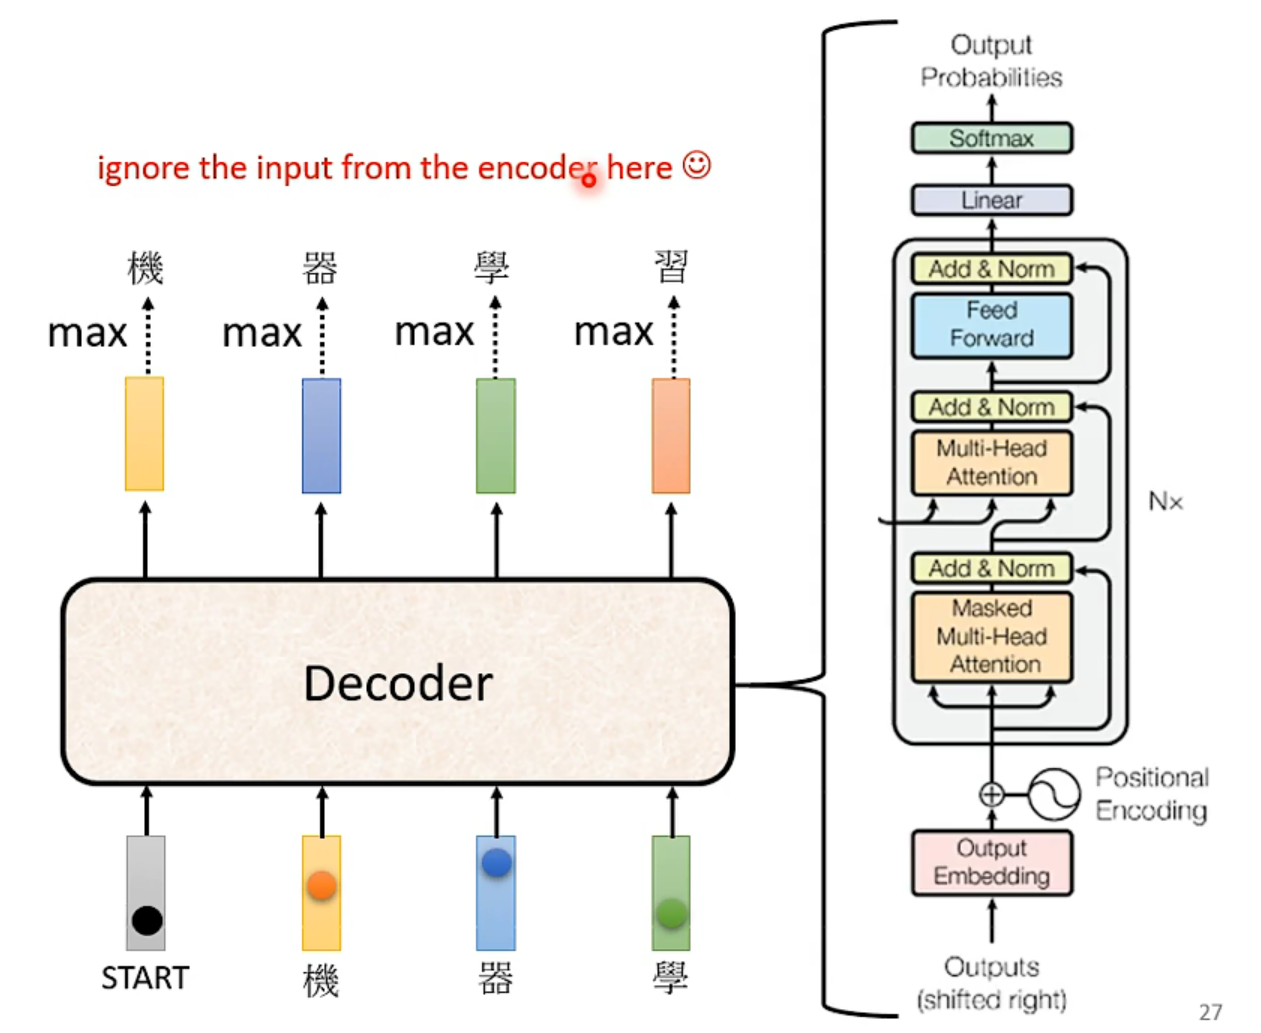 ignore the input from the encoder here ☺
機 器 學 習
max max max max
Decoder
START 機 器 學
Output
Probabilities
Softmax
Linear
Add & Norm
Feed
Forward
Add & Norm
Multi-Head
Attention
N×
Add & Norm
Masked
Multi-Head
Attention
Positional
Encoding
Output
Embedding
Outputs
(shifted right)
27